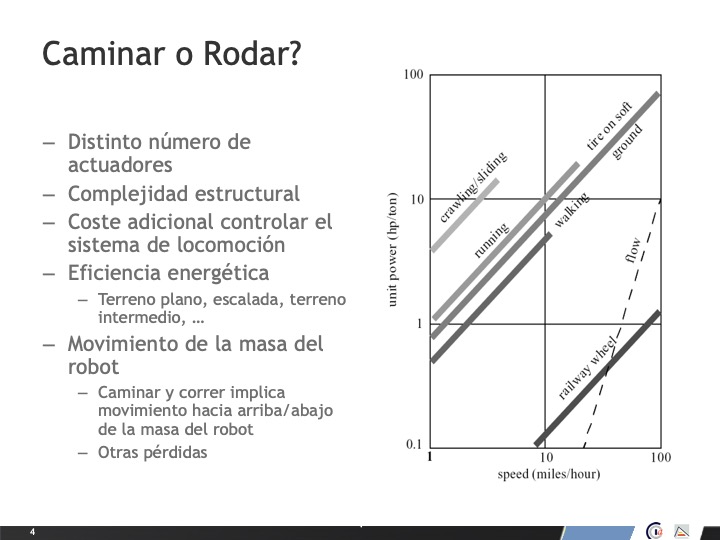 Caminar o Rodar?
– Distinto número de
actuadores
– Complejidad estructural
– Coste adicional controlar el
sistema de locomoción
– Eficiencia energética
– Terreno plano, escalada, terreno
intermedio, …
– Movimiento de la masa del
robot
– Caminar y correr implica
movimiento hacia arriba/abajo
de la masa del robot
– Otras pérdidas
100
10
1
0.1
unit power (hp/ton)
crawling/sliding
running
walking
tire on soft
ground
flow
railway wheel
1
10
100
speed (miles/hour)
4